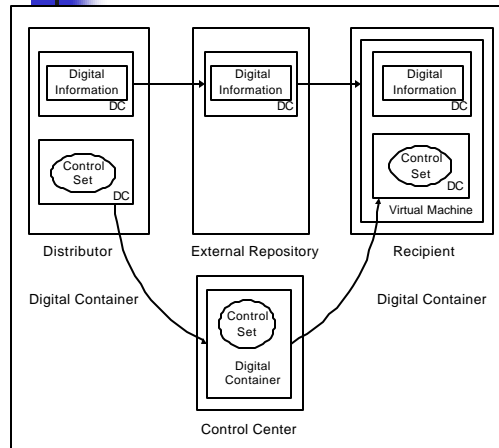 Digital
Information
DC
Control
Set
DC
Distributor
Digital
Information
DC
External Repository
Digital
Information
DC
Control
Set
DC
Virtual Machine
Recipient
Digital Container
Digital Container
Control
Set
Digital
Container
Control Center